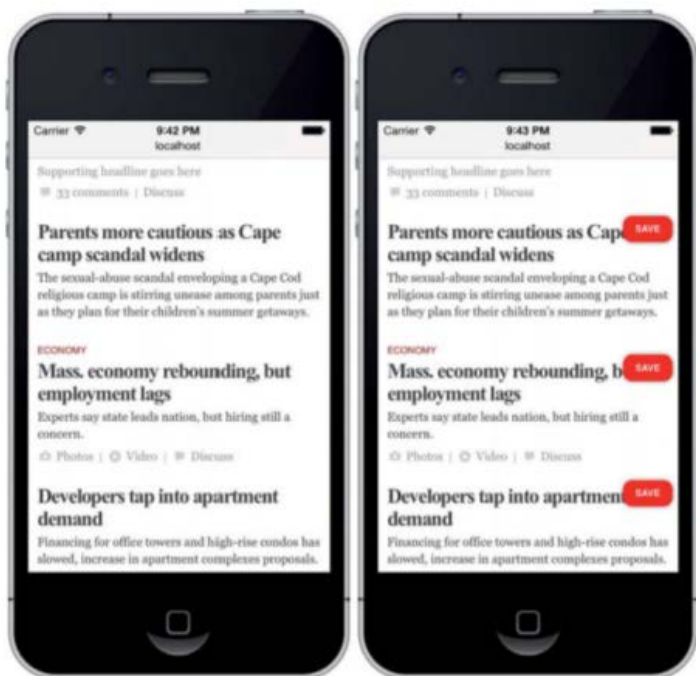 Carrier 9:42 PM
localhost
Supporting headline goes here
33 comments | Discuss
Parents more cautious as Cape
camp scandal widens
The sexual-abuse scandal enveloping a Cape Cod
religious camp is stirring unease among parents just
as they plan for their children's summer getaways.
ECONOMY
Mass. economy rebounding, but
employment lags
Experts say state leads nation, but hiring still a
concern.
Photos | Video | Discuss
Developers tap into apartment
demand
Financing for office towers and high-rise condos has
slowed, increase in apartment complexes proposals.
Carrier 9:43 PM
localhost
Supporting headline goes here
33 comments | Discuss
Parents more cautious as Cap SAVE
camp scandal widens
The sexual-abuse scandal enveloping a Cape Cod
religious camp is stirring unease among parents just
as they plan for their children's summer getaways.
ECONOMY
Mass. economy rebounding, b SAVE
employment lags
Experts say state leads nation, but hiring still a
concern.
Photos | Video | Discuss
Developers tap into apartmen SAVE
demand
Financing for office towers and high-rise condos has
slowed, increase in apartment complexes proposals.